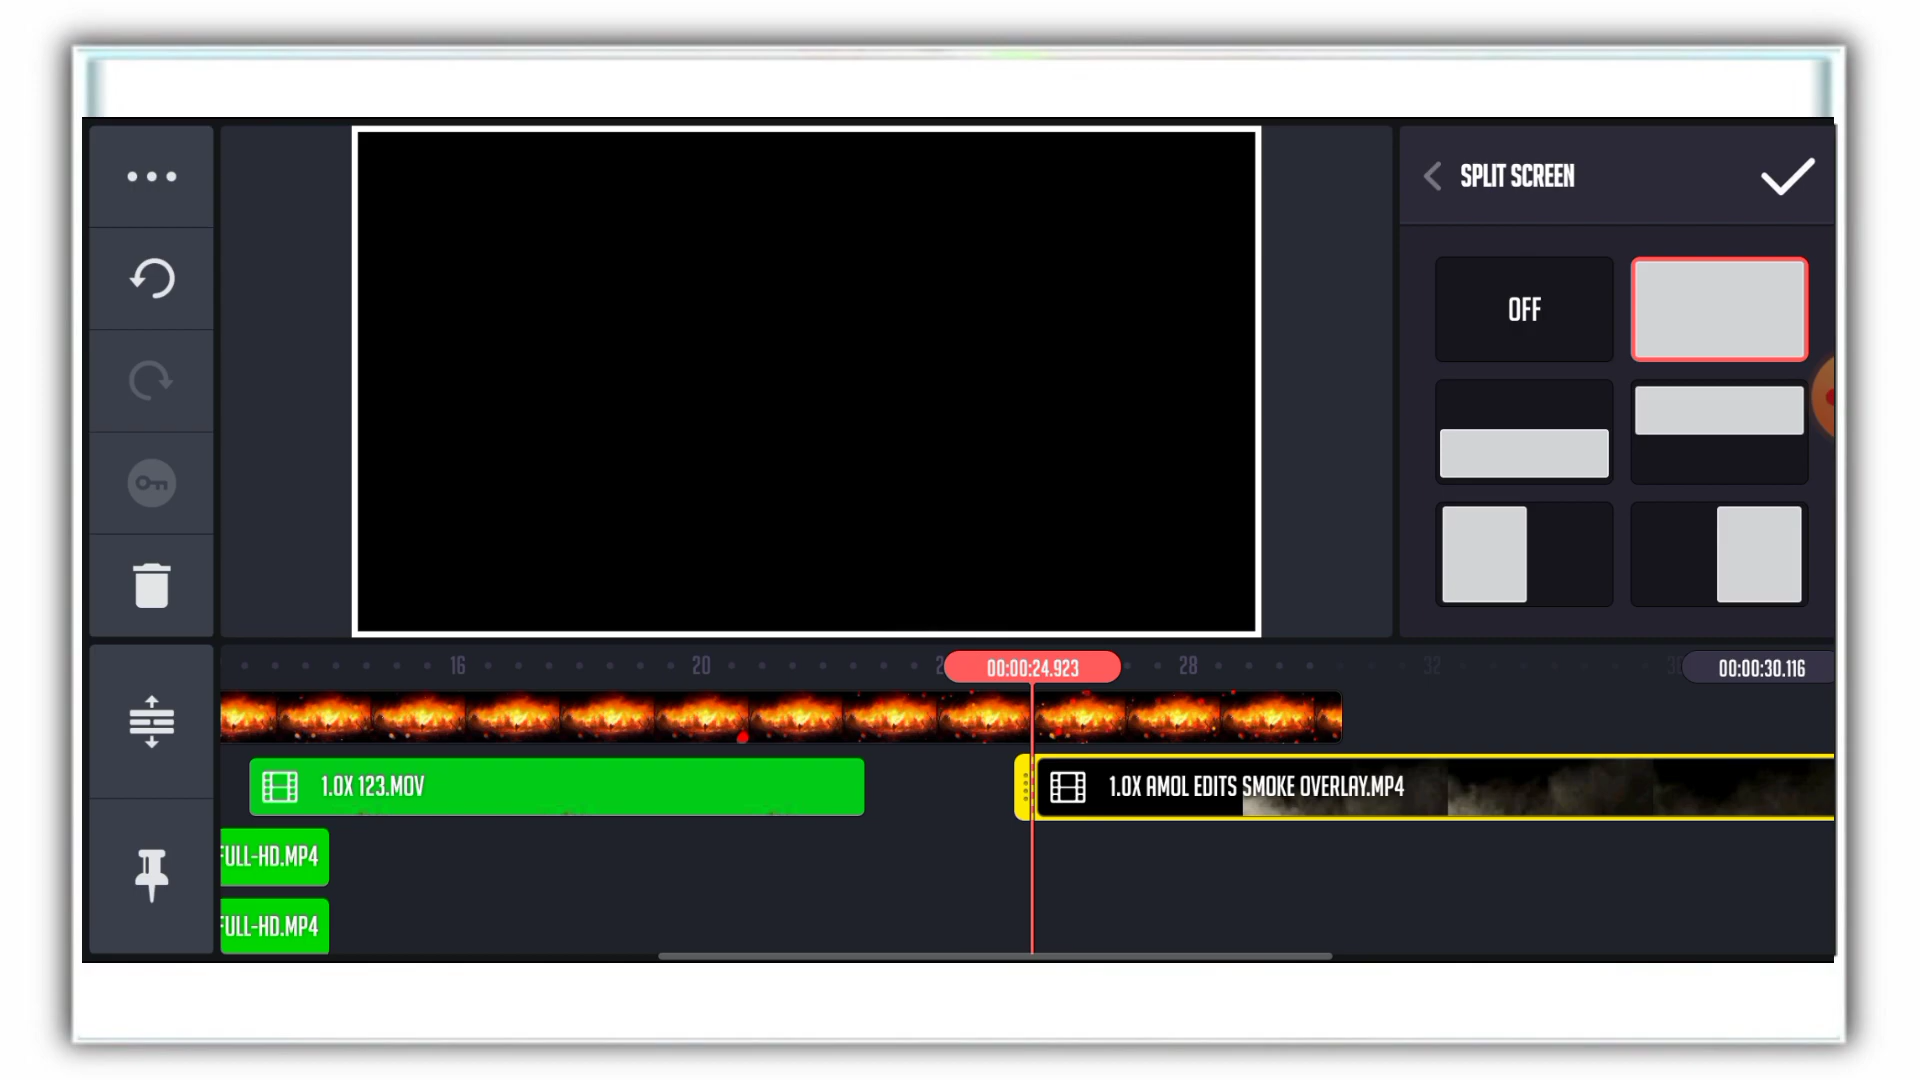 SPLIT SCREEN
OFF
16
20
00:00:24.923
28
32
00:00:30.116
1.0X 123.MOV
1.0X AMOL EDITS SMOKE OVERLAY.MP4
FULL-HD.MP4
FULL-HD.MP4